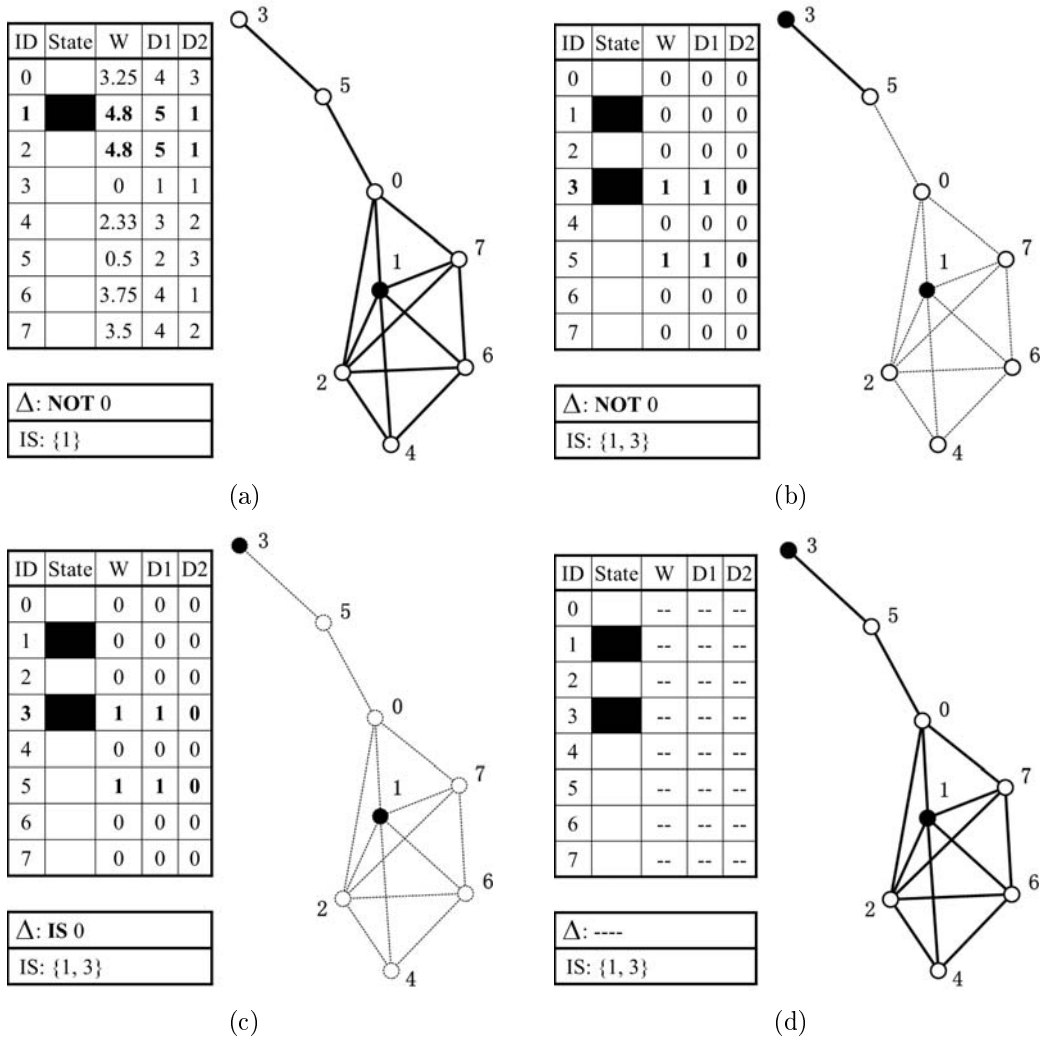 ID State W D1 D2
0 3.25 4 3
1 4.8 5 1
2 4.8 5 1
3 0 1 1
4 2.33 3 2
5 0.5 2 3
6 3.75 4 1
7 3.5 4 2
Δ: NOT 0
IS: {1}
3
5
0
1
7
2
6
4
(a)
ID State W D1 D2
0 0 0 0
1 0 0 0
2 0 0 0
3 1 1 0
4 0 0 0
5 1 1 0
6 0 0 0
7 0 0 0
Δ: NOT 0
IS: {1, 3}
3
5
0
1
7
2
6
4
(b)
ID State W D1 D2
0 0 0 0
1 0 0 0
2 0 0 0
3 1 1 0
4 0 0 0
5 1 1 0
6 0 0 0
7 0 0 0
Δ: IS 0
IS: {1, 3}
3
5
0
1
7
2
6
4
(c)
ID State W D1 D2
0 -- -- --
1 -- -- --
2 -- -- --
3 -- -- --
4 -- -- --
5 -- -- --
6 -- -- --
7 -- -- --
Δ: ----
IS: {1, 3}
3
5
0
1
7
2
6
4
(d)